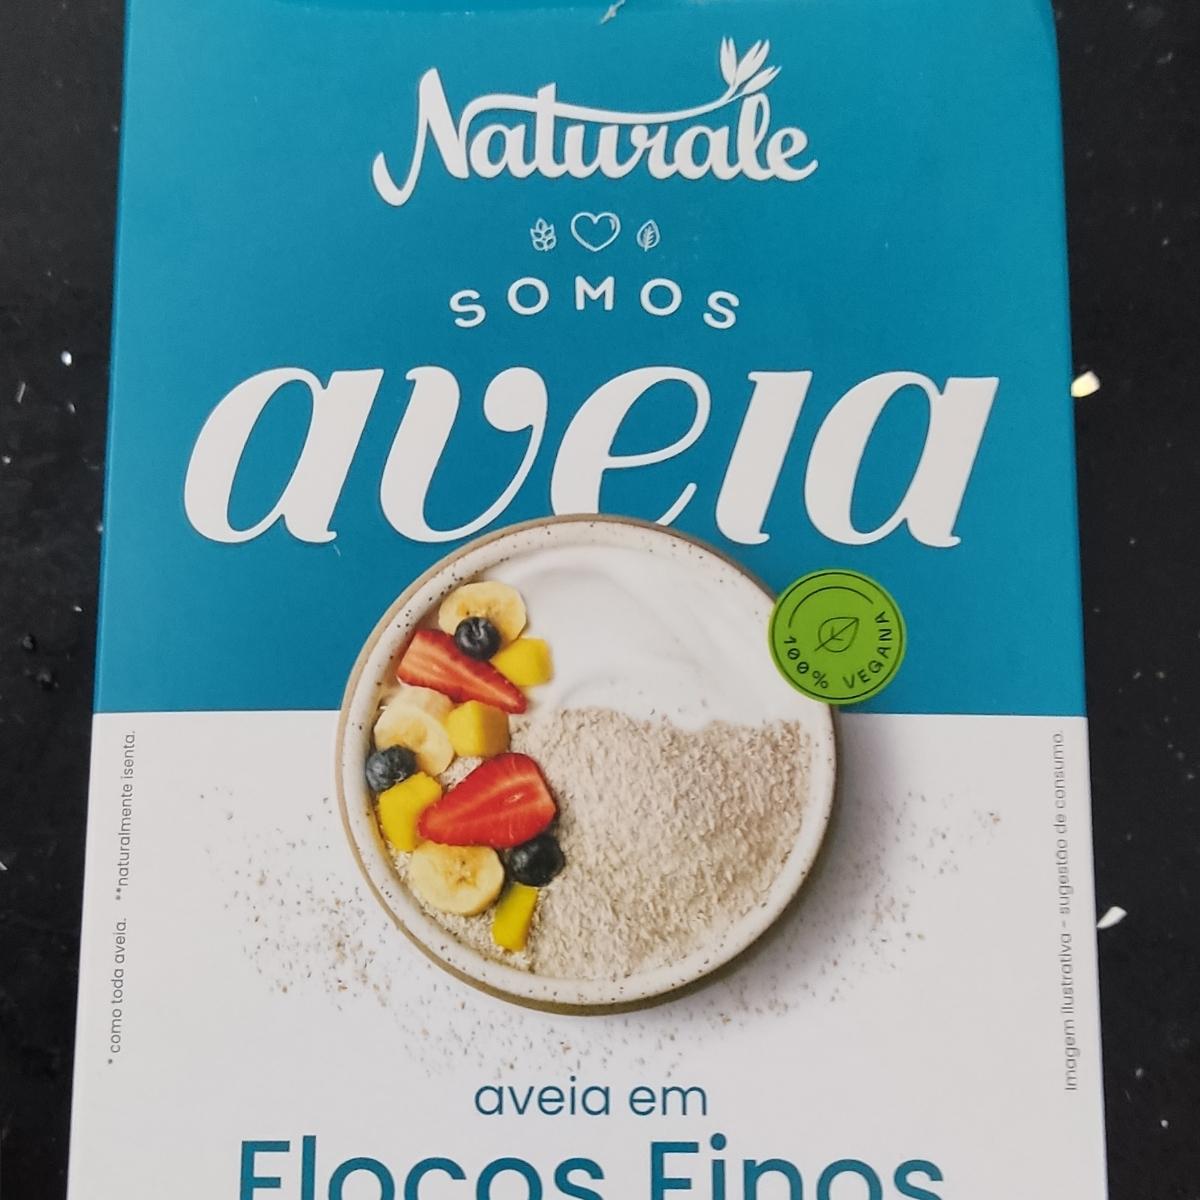 Naturale
SOMOS
aveia
100% VEGANA
* como toda aveia. **naturalmente isenta.
Imagem ilustrativa - sugestão de consumo.
aveia em
Flocos Finos